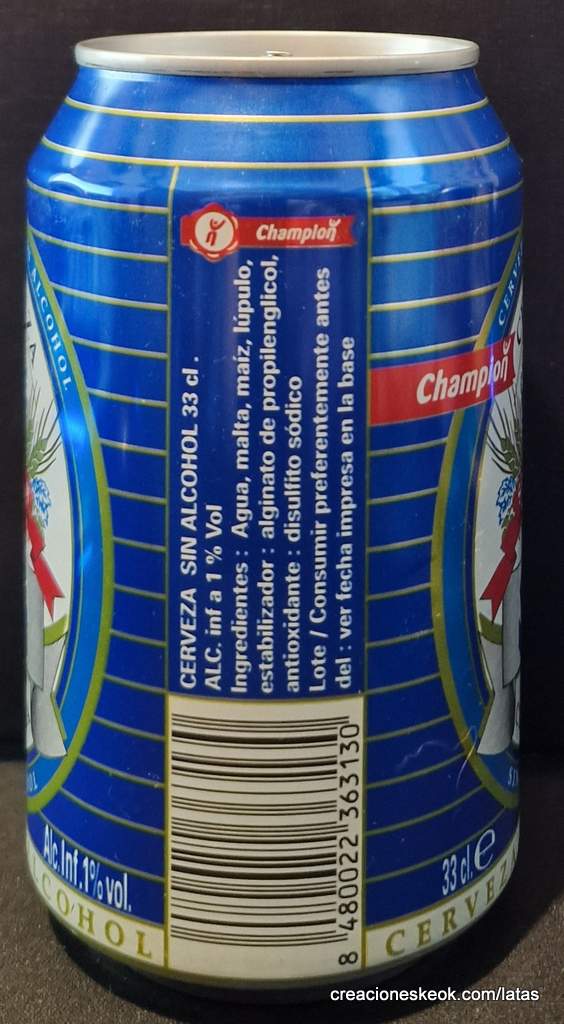 Champion
CERVEZA SIN ALCOHOL 33 cl.
ALC. inf a 1 % Vol
Ingredientes : Agua, malta, maíz, lúpulo,
estabilizador : alginato de propilenglicol,
antioxidante : disulfito sódico
Lote / Consumir preferentemente antes
del : ver fecha impresa en la base
8 480022 363130
ALCOHOL
Alc.Inf.1% vol.
ALCOHOL
Champion
33 cl. e
CERVEZA
creacioneskeok.com/latas